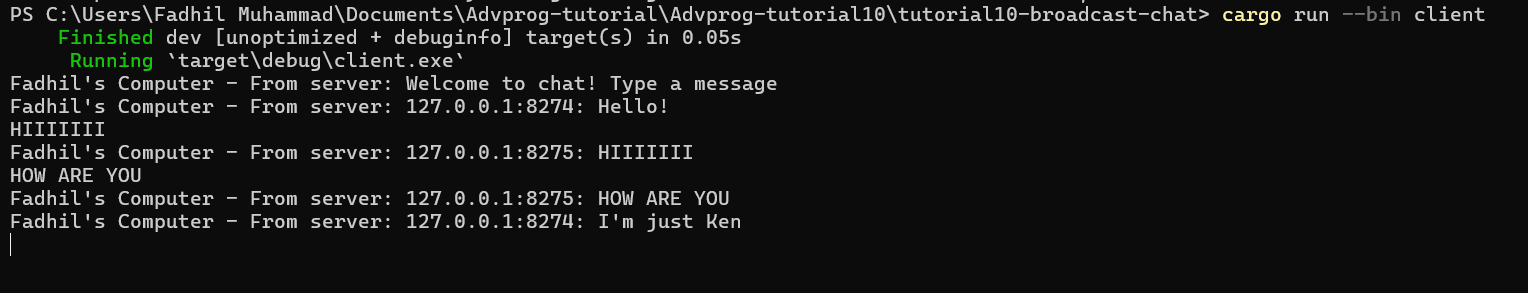 PS C:\Users\Fadhil Muhammad\Documents\Advprog-tutorial\Advprog-tutorial10\tutorial10-broadcast-chat> cargo run --bin client
Finished dev [unoptimized + debuginfo] target(s) in 0.05s
Running `target\debug\client.exe`
Fadhil's Computer - From server: Welcome to chat! Type a message
Fadhil's Computer - From server: 127.0.0.1:8274: Hello!
HIIIIIII
Fadhil's Computer - From server: 127.0.0.1:8275: HIIIIIII
HOW ARE YOU
Fadhil's Computer - From server: 127.0.0.1:8275: HOW ARE YOU
Fadhil's Computer - From server: 127.0.0.1:8274: I'm just Ken